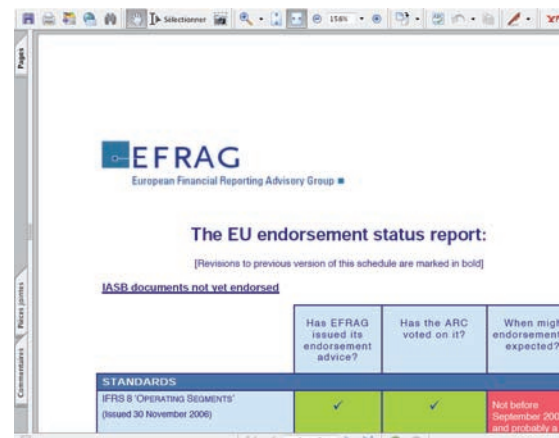 Sélectionner
158%
Pages
EFRAG
European Financial Reporting Advisory Group
The EU endorsement status report:
[Revisions to previous version of this schedule are marked in bold]
IASB documents not yet endorsed
Has EFRAG
issued its
endorsement
advice?
Has the ARC
voted on it?
When
endorsement
expected?
STANDARDS
IFRS 8 'OPERATING SEGMENTS'
(Issued 30 November 2006)
✓
✓
Not before
September
and probably
Pièces jointes
Commentaires